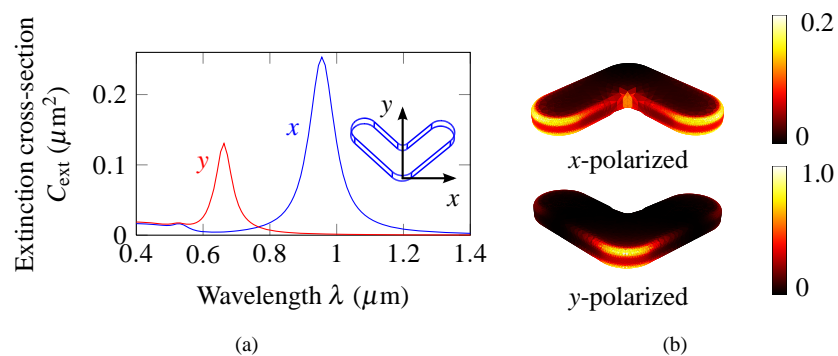 Extinction cross-section
C_ext (μm²)
0.2
0.1
0
0.4 0.6 0.8 1 1.2 1.4
Wavelength λ (μm)
y
x
y
x
(a)
0.2
0
x-polarized
1.0
0
y-polarized
(b)